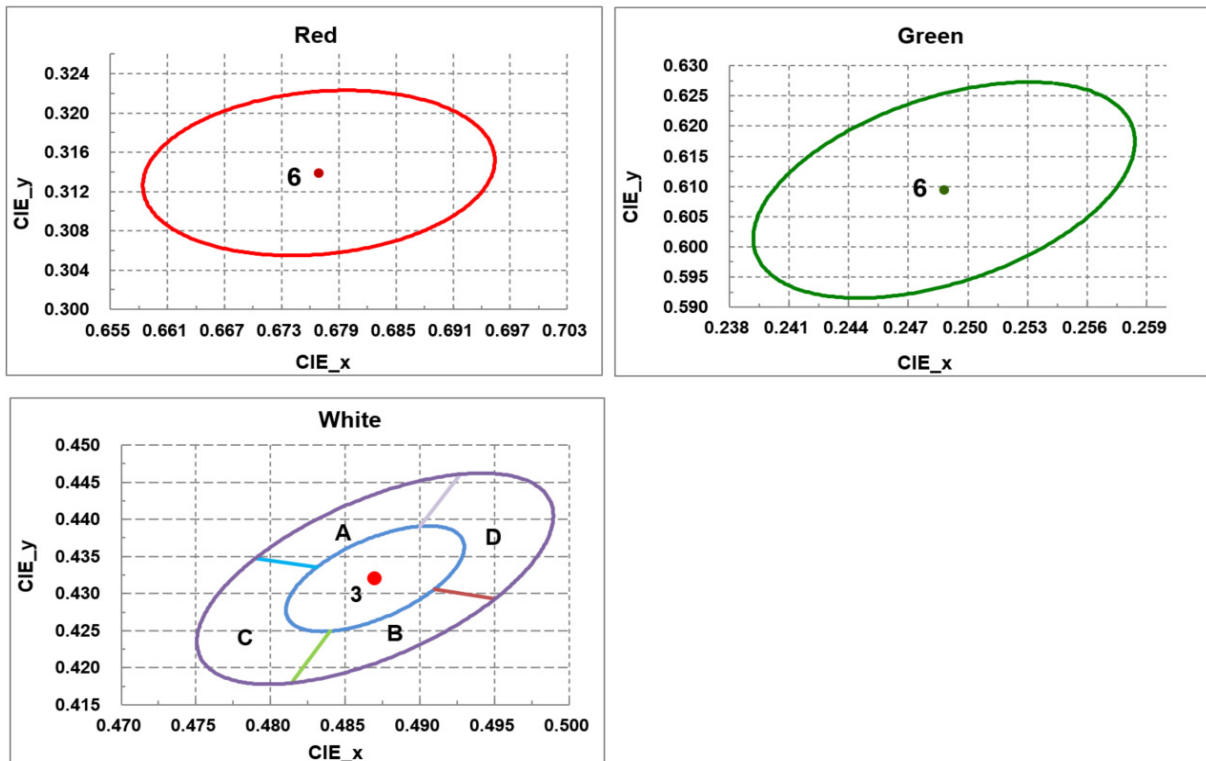 Red
CIE_y
0.324
0.320
0.316
0.312
0.308
0.304
0.300
6
0.655 0.661 0.667 0.673 0.679 0.685 0.691 0.697 0.703
CIE_x
Green
CIE_y
0.630
0.625
0.620
0.615
0.610
0.605
0.600
0.595
0.590
6
0.238 0.241 0.244 0.247 0.250 0.253 0.256 0.259
CIE_x
White
CIE_y
0.450
0.445
0.440
0.435
0.430
0.425
0.420
0.415
A
D
3
C
B
0.470 0.475 0.480 0.485 0.490 0.495 0.500
CIE_x